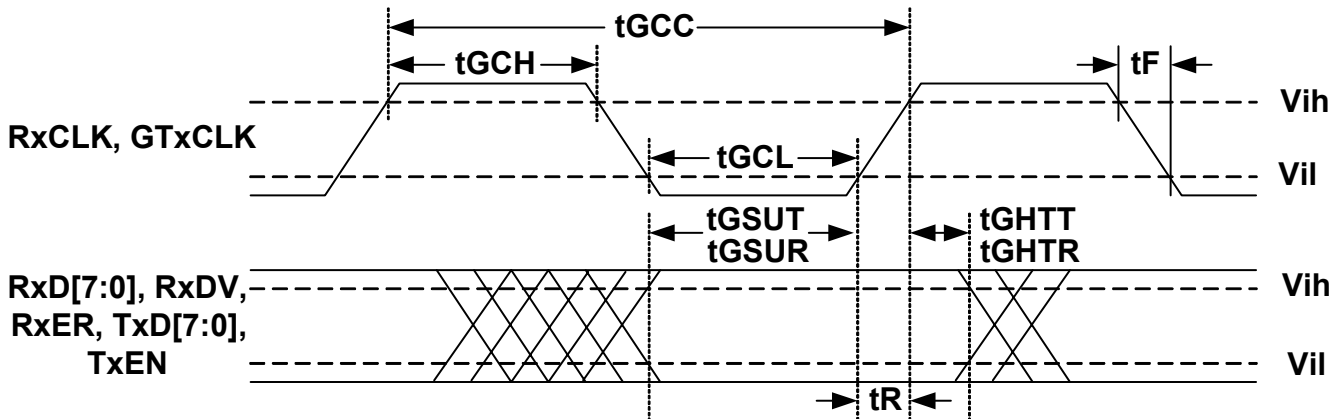 tGCC
tGCH
tF
Vih
RxCLK, GTxCLK
tGCL
Vil
tGSUT
tGSUR
tGHTT
tGHTR
RxD[7:0], RxDV,
RxER, TxD[7:0],
TxEN
Vih
Vil
tR